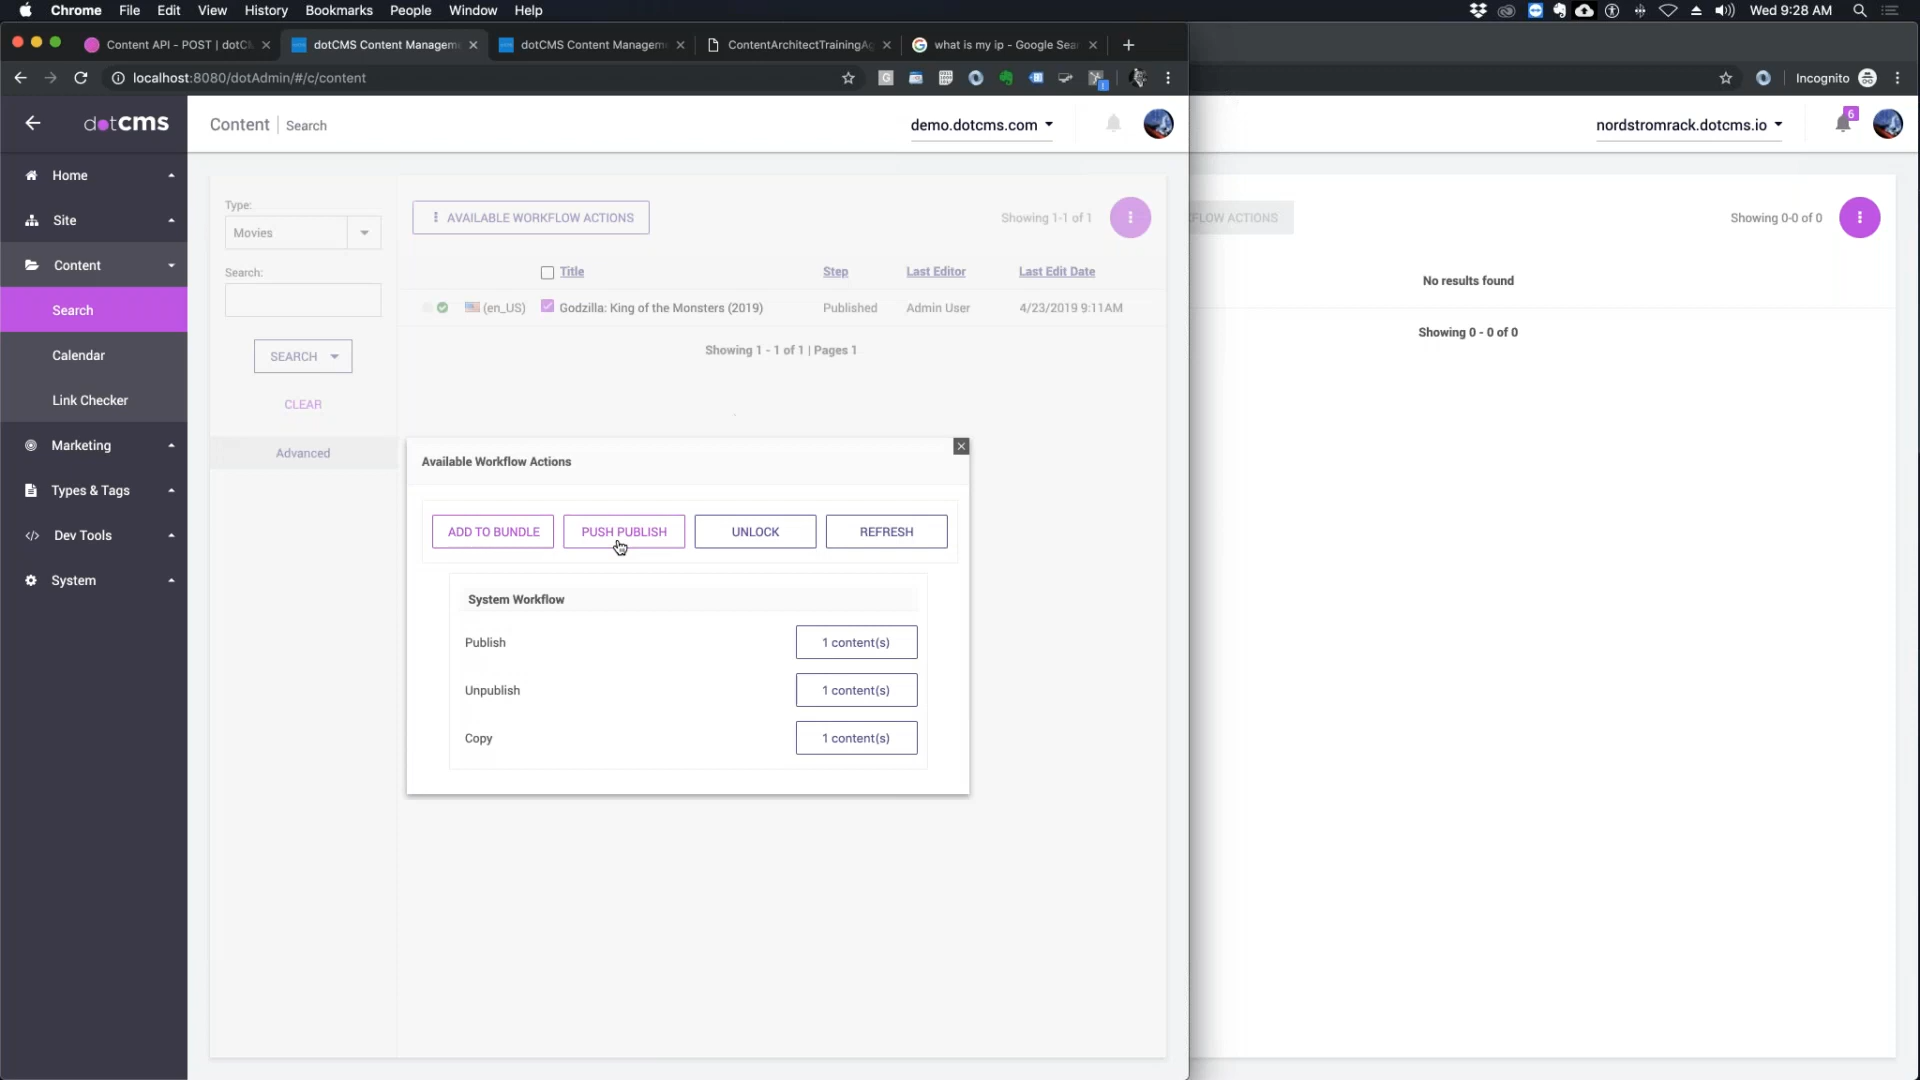 Chrome File Edit View History Bookmarks People Window Help
Wed 9:28 AM
Content API - POST | dotC
dotCMS Content Managem
dotCMS Content Managem
ContentArchitectTrainingA
what is my ip - Google Sea
localhost:8080/dotAdmin/#/c/content
Incognito
dotCMS
Content | Search
demo.dotcms.com
nordstromrack.dotcms.io
6
Home
Site
Content
Search
Calendar
Link Checker
Marketing
Types & Tags
Dev Tools
System
Type:
Movies
Search:
SEARCH
CLEAR
Advanced
AVAILABLE WORKFLOW ACTIONS
Showing 1-1 of 1
Title Step Last Editor Last Edit Date
(en_US) Godzilla: King of the Monsters (2019) Published Admin User 4/23/2019 9:11AM
Showing 1 - 1 of 1 | Pages 1
Available Workflow Actions
ADD TO BUNDLE PUSH PUBLISH UNLOCK REFRESH
System Workflow
Publish 1 content(s)
Unpublish 1 content(s)
Copy 1 content(s)
FLOW ACTIONS
Showing 0-0 of 0
No results found
Showing 0 - 0 of 0